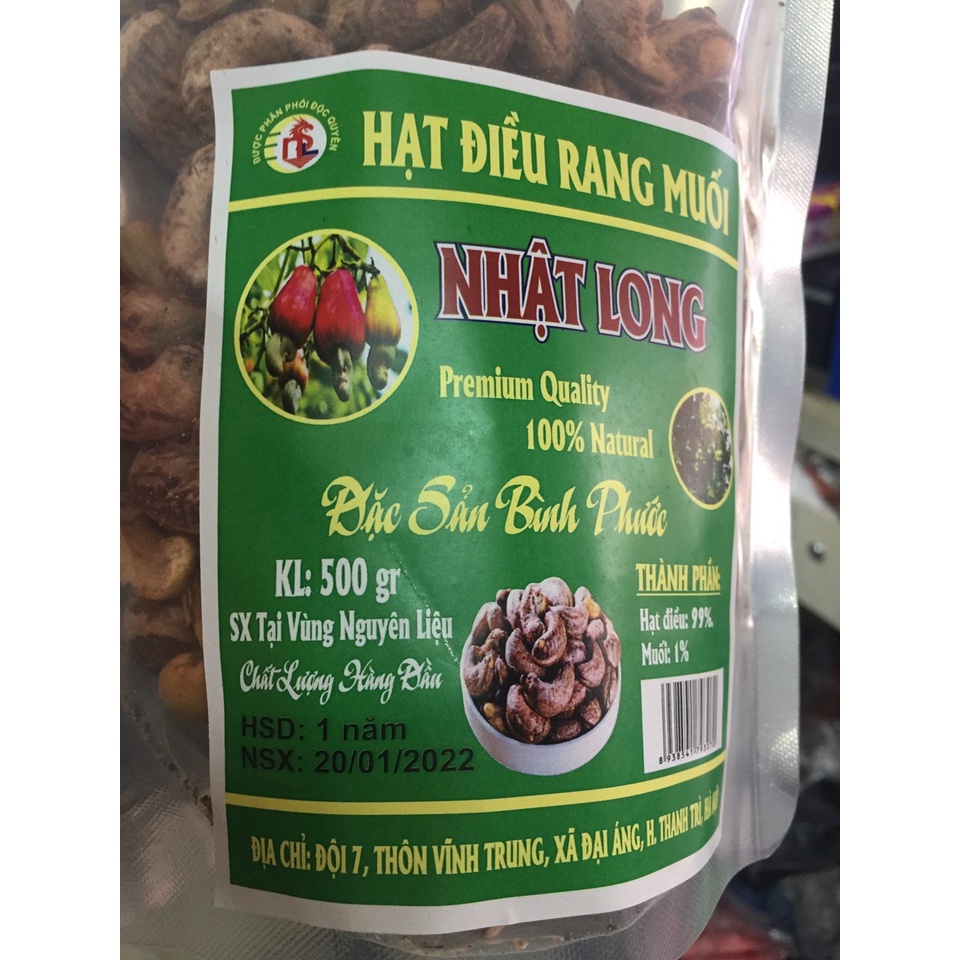 ĐƯỢC PHÂN PHỐI ĐỘC QUYỀN
HẠT ĐIỀU RANG MUỐI
NHẬT LONG
Premium Quality
100% Natural
Đặc Sản Bình Phước
KL: 500 gr
SX Tại Vùng Nguyên Liệu
Chất Lượng Hàng Đầu
HSD: 1 năm
NSX: 20/01/2022
THÀNH PHẦN:
Hạt điều: 99%.
Muối: 1%
ĐỊA CHỈ: ĐỘI 7, THÔN VĨNH TRUNG, XÃ ĐẠI ÁNG, H. THANH TRÌ, HÀ NỘI